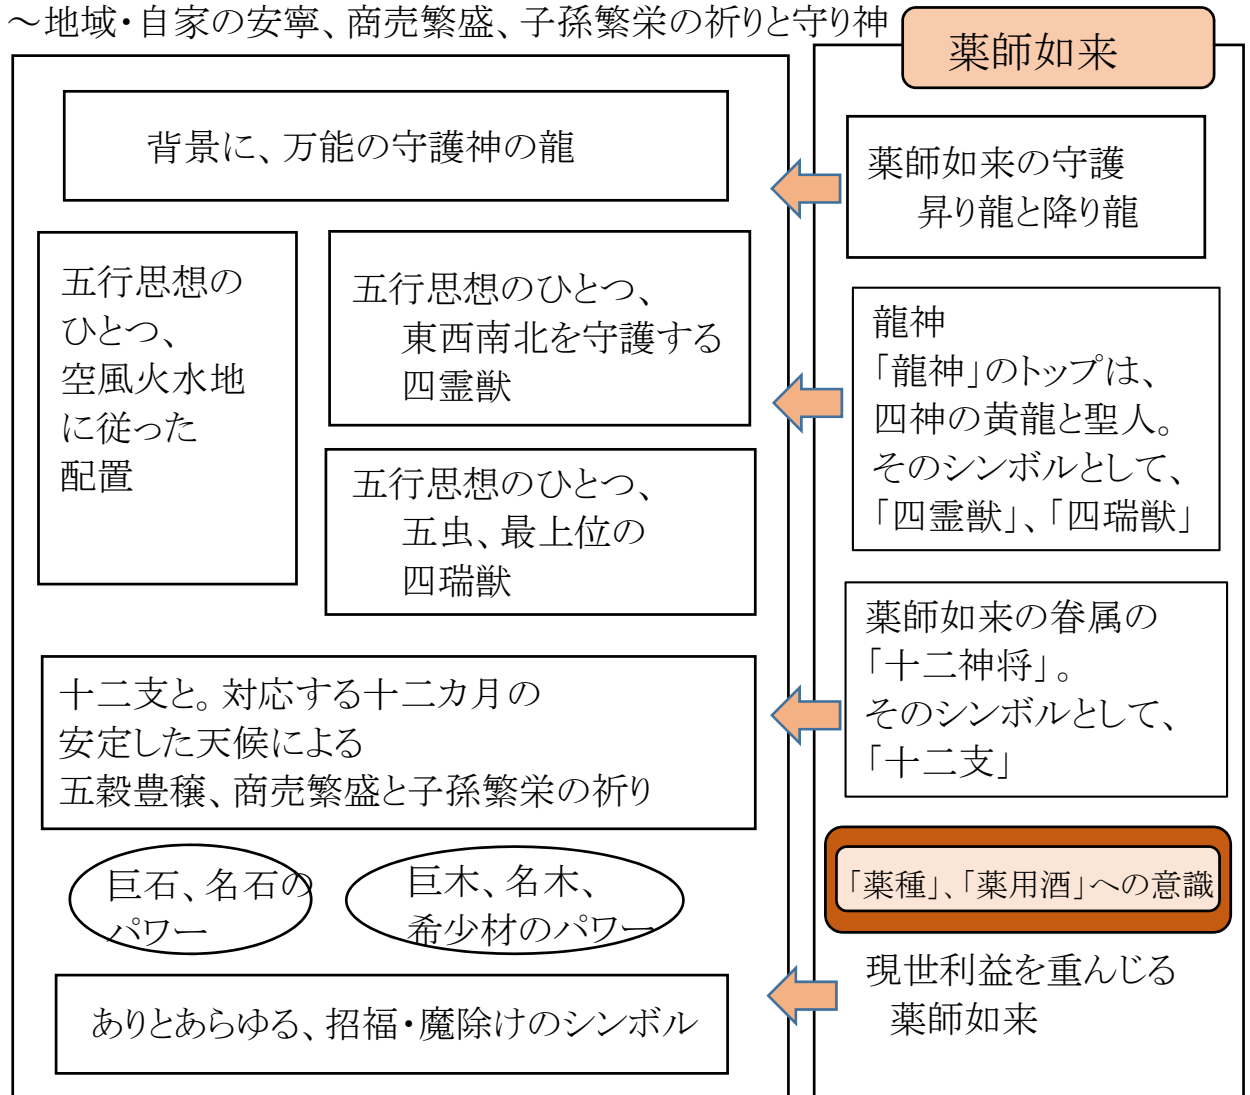 ～地域・自家の安寧、商売繁盛、子孫繁栄の祈りと守り神
背景に、万能の守護神の龍
五行思想の
ひとつ、
空風火水地
に従った
配置
五行思想のひとつ、
東西南北を守護する
四霊獣
五行思想のひとつ、
五虫、最上位の
四瑞獣
十二支と。対応する十二カ月の
安定した天候による
五穀豊穣、商売繁盛と子孫繁栄の祈り
巨石、名石の
パワー
巨木、名木、
希少材のパワー
ありとあらゆる、招福・魔除けのシンボル
薬師如来
薬師如来の守護
昇り龍と降り龍
龍神
「龍神」のトップは、
四神の黄龍と聖人。
そのシンボルとして、
「四霊獣」、「四瑞獣」
薬師如来の眷属の
「十二神将」。
そのシンボルとして、
「十二支」
「薬種」、「薬用酒」への意識
現世利益を重んじる
薬師如来